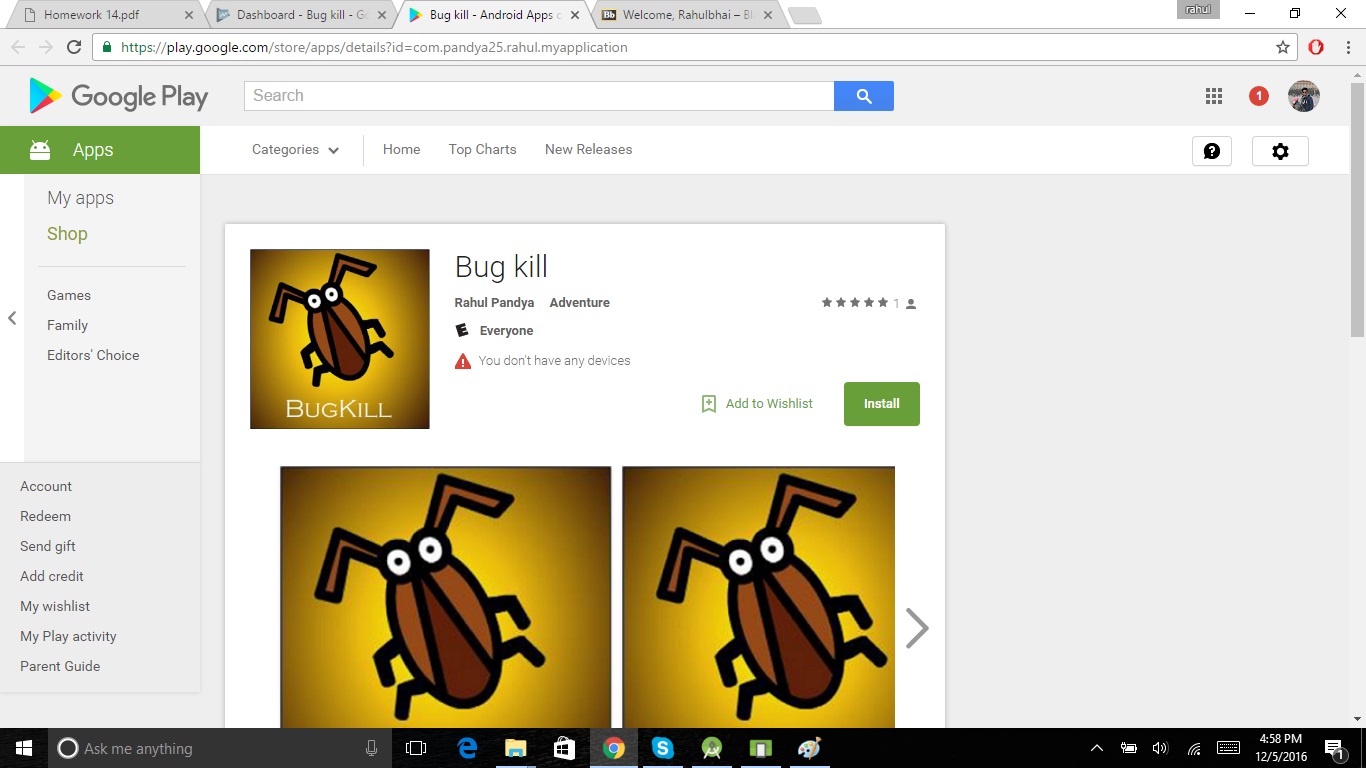 Homework 14.pdf
Dashboard - Bug kill - Go
Bug kill - Android Apps o
Bb Welcome, Rahulbhai – Bl
rahul
https://play.google.com/store/apps/details?id=com.pandya25.rahul.myapplication
Google Play
Search
1
Apps
Categories
Home
Top Charts
New Releases
My apps
Shop
Games
Family
Editors' Choice
Account
Redeem
Send gift
Add credit
My wishlist
My Play activity
Parent Guide
BUGKILL
Bug kill
Rahul Pandya Adventure
1
E Everyone
You don't have any devices
Add to Wishlist
Install
Ask me anything
4:58 PM
12/5/2016
1